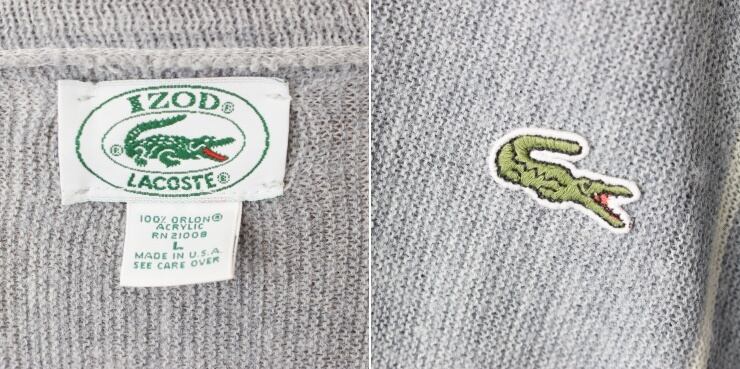 IZOD®
®
LACOSTE®
100% ORLON®
ACRYLIC
RN 21008
L
MADE IN U.S.A.
SEE CARE OVER